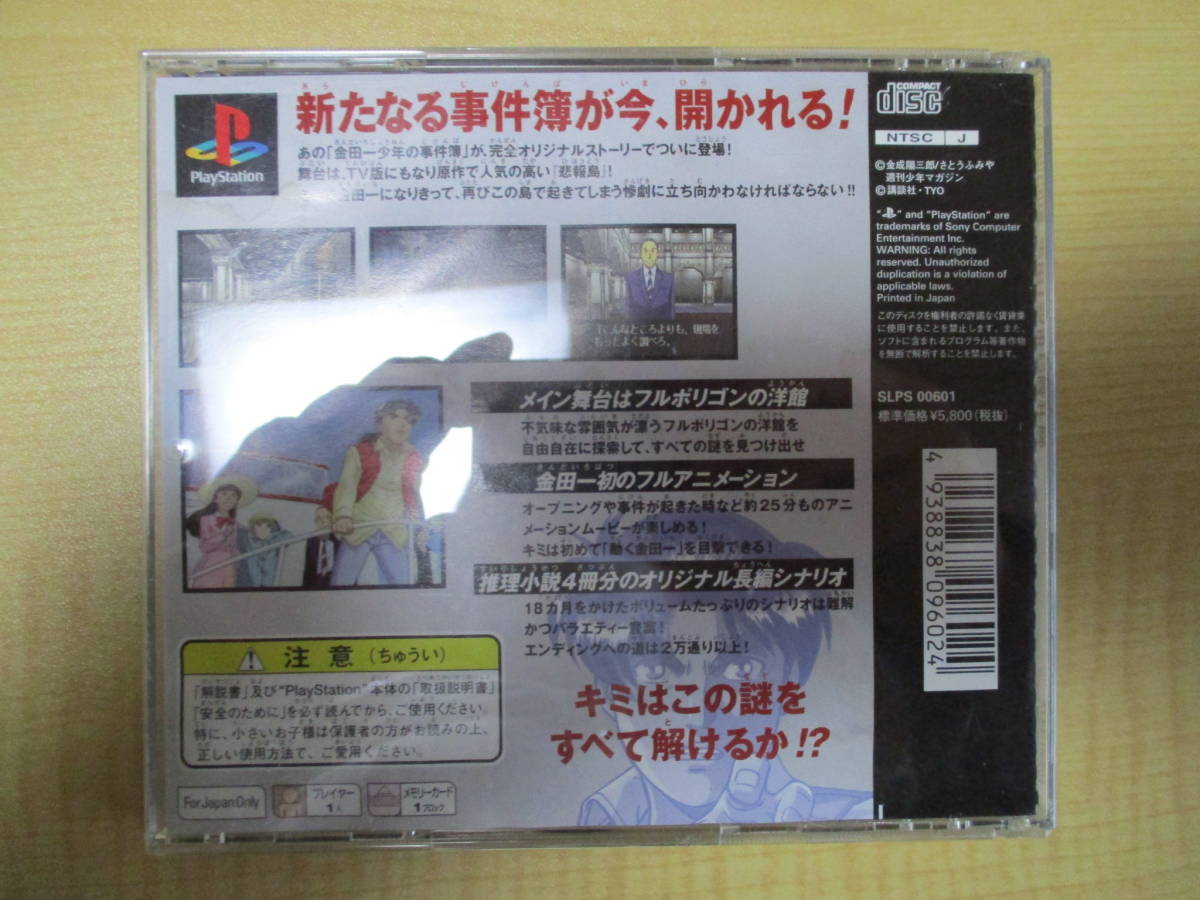 新たなる事件簿が今、開かれる!
あの「金田一少年の事件簿」が、完全オリジナルストーリーでついに登場!
舞台は、TV版にもなり原作で人気の高い『悲報島』!
田一になりきって、再びこの島で起きてしまう惨劇に立ち向かわなければならない!!
PlayStation
「こんなところよりも、現場を
もっとよく調べろ。
メイン舞台はフルポリゴンの洋館
不気味な雰囲気が漂うフルポリゴンの洋館を
自由自在に探索して、すべての謎を見つけ出せ
金田一初のフルアニメーション
オープニングや事件が起きた時など約25分ものアニ
メーションムービーが楽しめる!
キミは初めて「動く金田一」を目撃できる!
推理小説4冊分のオリジナル長編シナリオ
18カ月をかけたボリュームたっぷりのシナリオは難解
かつバラエティー豊富!
エンディングへの道は2万通り以上!
キミはこの謎を
すべて解けるか!?
注意(ちゅうい)
「解説書」及び"PlayStation"本体の「取扱説明書」
「安全のために」を必ず読んでから、ご使用ください。
特に、小さいお子様は保護者の方がお読みの上、
正しい使用方法で、ご愛用ください。
For Japan Only
プレイヤー
1人
メモリーカード
1ブロック
COMPACT
disc
NTSC J
©金成陽三郎/さとうふみや
週刊少年マガジン
©講談社・TYO
"PS" and "PlayStation" are
trademarks of Sony Computer
Entertainment Inc.
WARNING: All rights
reserved. Unauthorized
duplication is a violation of
applicable laws.
Printed in Japan
このディスクを権利者の許諾なく賃貸業
に使用することを禁止します。また、
ソフトに含まれるプログラム等著作物
を無断で解析することを禁止します。
SLPS 00601
標準価格¥5,800(税抜)
4 938838 096024